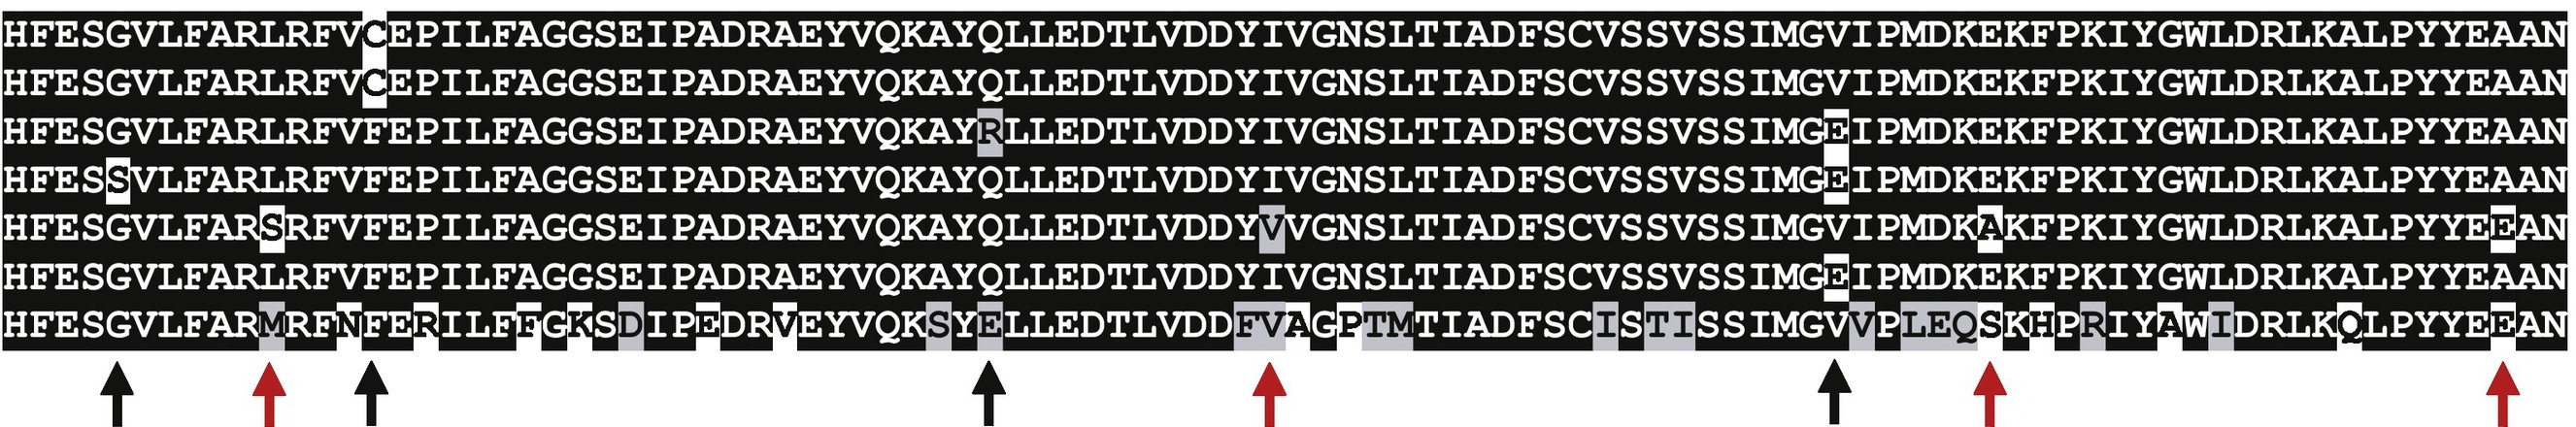 HFESGVLFARLRFVCEPILFAGGSEIPADRAEYVQKAYQLLEDTLVDDYIVGNSLTIADFSCVSSVSSIMGVIPMDKEKFPKIYGWLDRLKALPYYEAAN
HFESGVLFARLRFVCEPILFAGGSEIPADRAEYVQKAYQLLEDTLVDDYIVGNSLTIADFSCVSSVSSIMGVIPMDKEKFPKIYGWLDRLKALPYYEAAN
HFESGVLFARLRFVFEPILFAGGSEIPADRAEYVQKAYRLLEDTLVDDYIVGNSLTIADFSCVSSVSSIMGEIPMDKEKFPKIYGWLDRLKALPYYEAAN
HFESSVLFARLRFVFEPILFAGGSEIPADRAEYVQKAYQLLEDTLVDDYIVGNSLTIADFSCVSSVSSIMGEIPMDKEKFPKIYGWLDRLKALPYYEAAN
HFESGVLFARSRFVFEPILFAGGSEIPADRAEYVQKAYQLLEDTLVDDYVVGNSLTIADFSCVSSVSSIMGVIPMDKAKFPKIYGWLDRLKALPYYEEAN
HFESGVLFARLRFVFEPILFAGGSEIPADRAEYVQKAYQLLEDTLVDDYIVGNSLTIADFSCVSSVSSIMGEIPMDKEKFPKIYGWLDRLKALPYYEAAN
HFESGVLFARMRFNFERILFFGKSDIPEDRVEYVQKSYELLEDTLVDDFVAGPTMTIADFSCISTISSIMGVVPLEQSKHPRIYAWIDRLKQLPYYEEAN